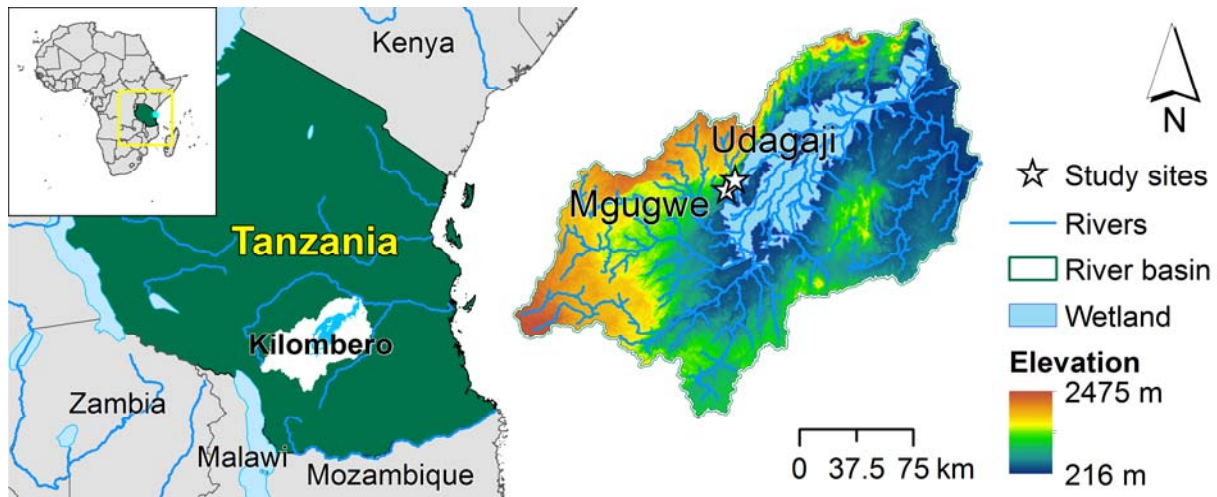 Kenya
Tanzania
Kilombero
Zambia
Malawi
Mozambique
Udagaji
Mgugwe
0 37.5 75 km
N
Study sites
Rivers
River basin
Wetland
Elevation
2475 m
216 m